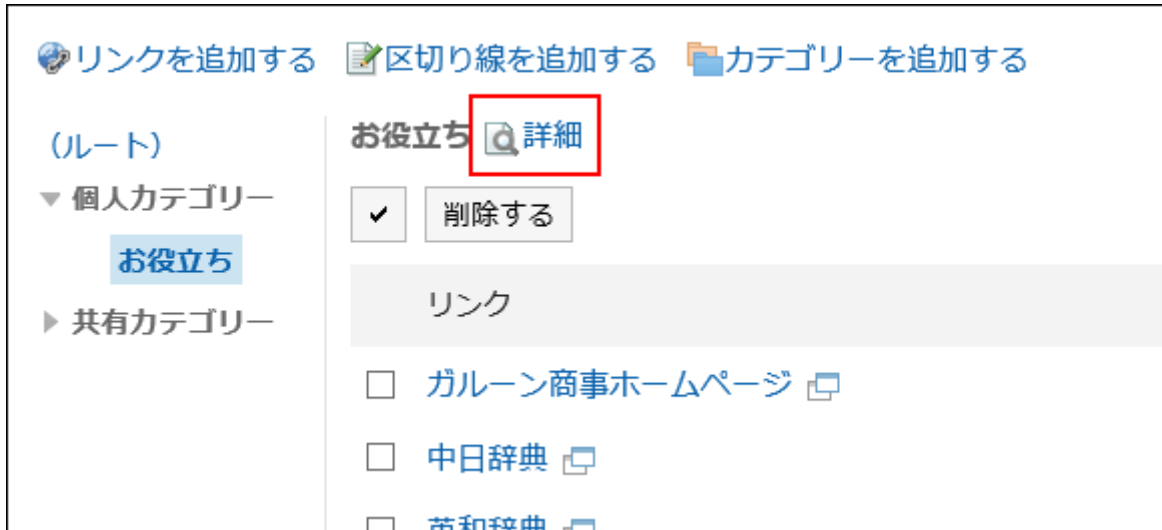 リンクを追加する 区切り線を追加する カテゴリーを追加する
(ルート)
個人カテゴリー
お役立ち
共有カテゴリー
お役立ち 詳細
削除する
リンク
ガルーン商事ホームページ
中日辞典
英和辞典